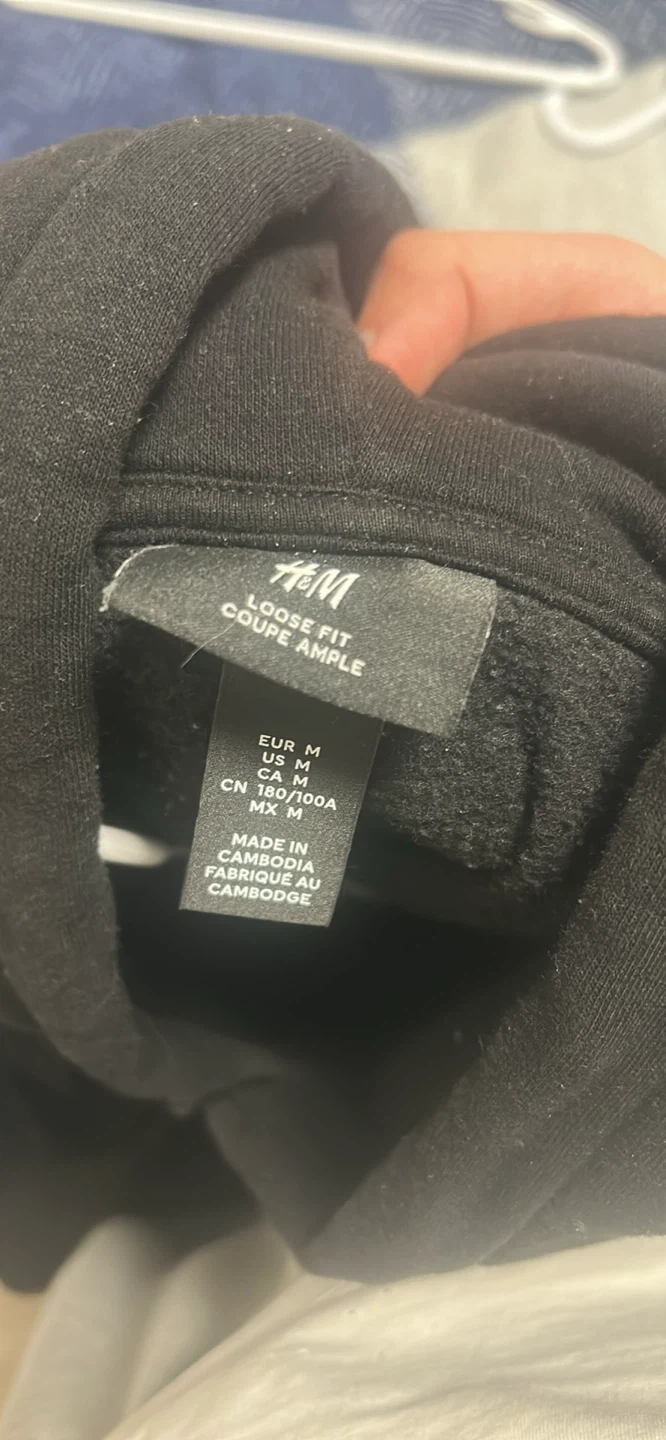 H&M
LOOSE FIT
COUPE AMPLE
EUR M
US M
CA M
CN 180/100A
MX M
MADE IN
CAMBODIA
FABRIQUÉ AU
CAMBODGE